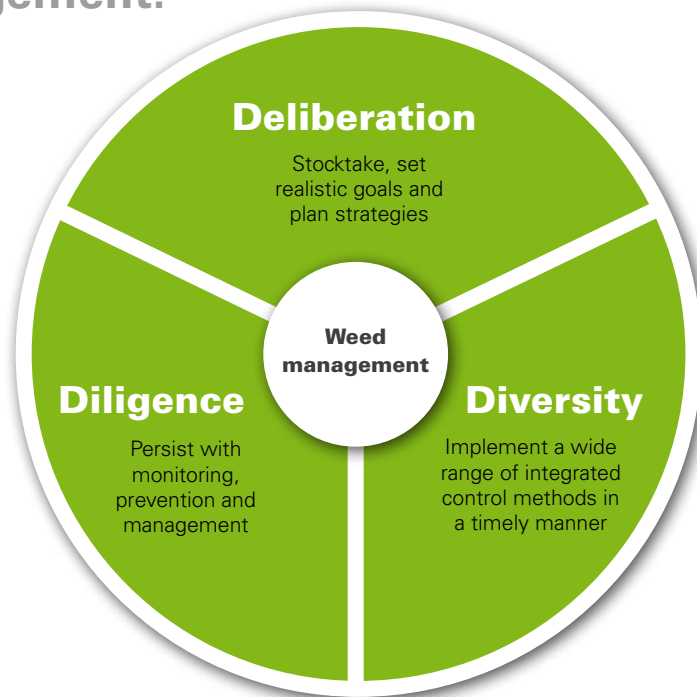 Deliberation
Stocktake, set
realistic goals and
plan strategies
Weed
management
Diligence
Persist with
monitoring,
prevention and
management
Diversity
Implement a wide
range of integrated
control methods in
a timely manner